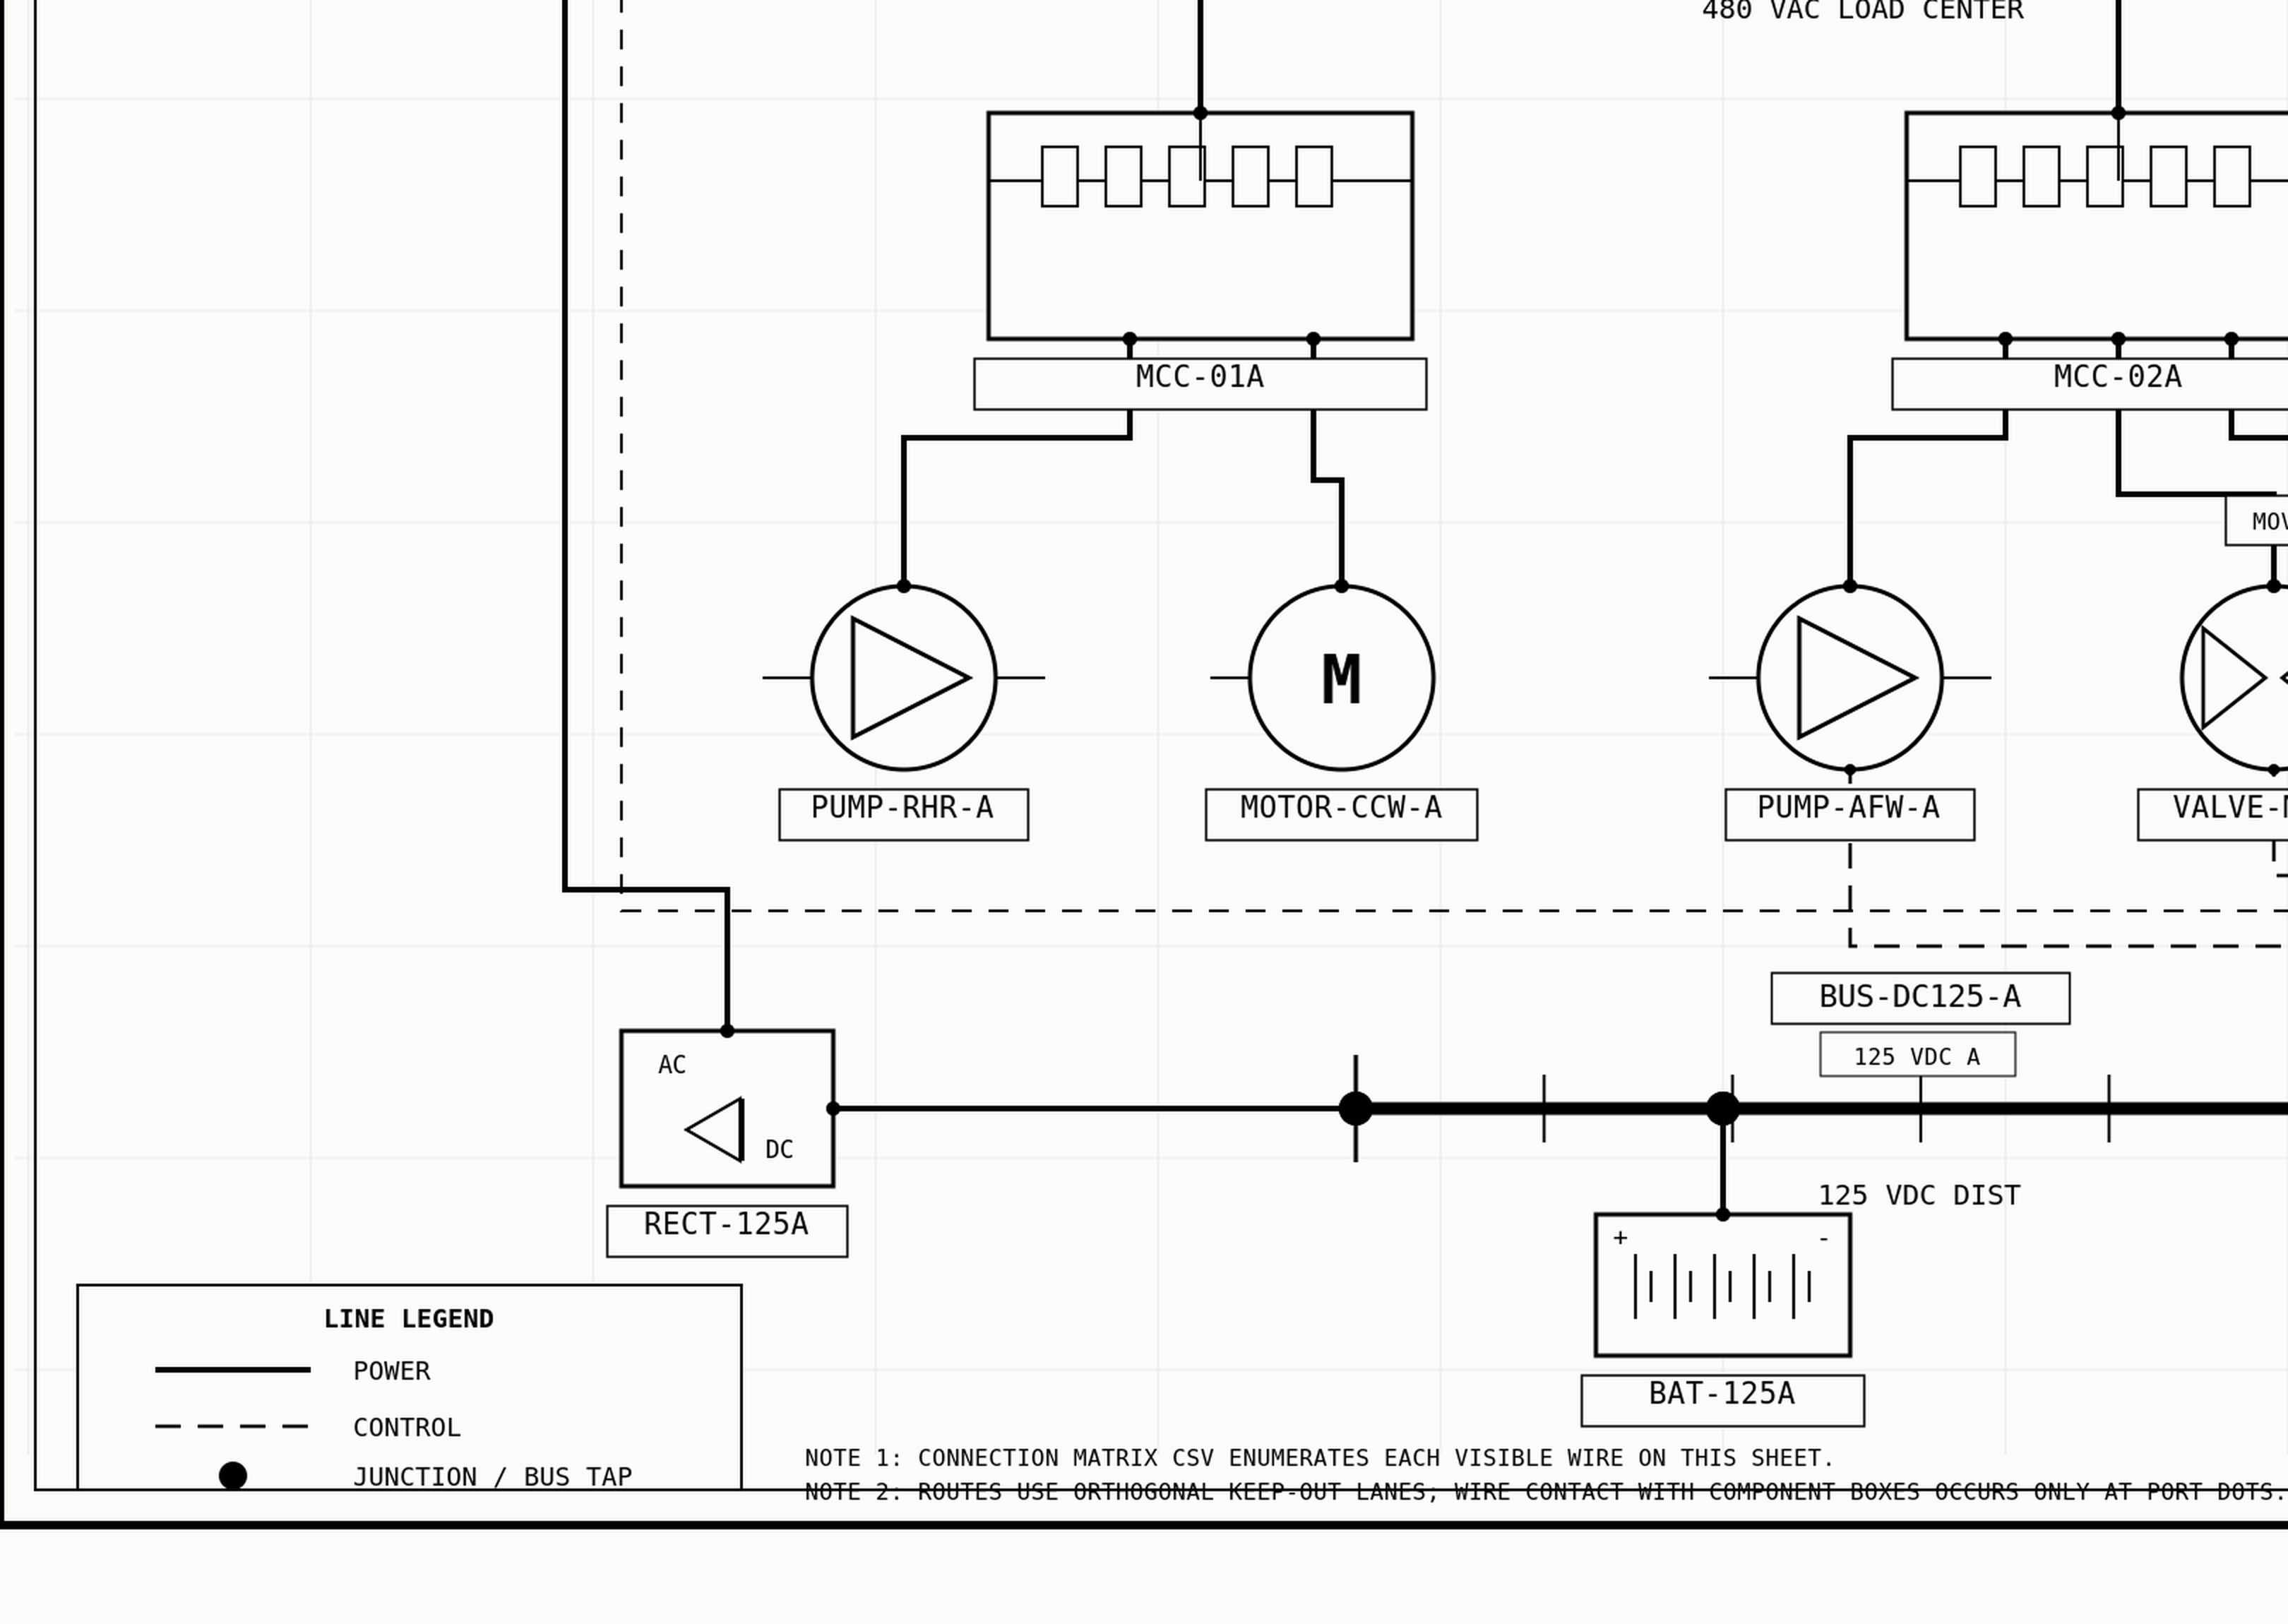 480 VAC LOAD CENTER
MCC-01A
MCC-02A
MOV
M
PUMP-RHR-A
MOTOR-CCW-A
PUMP-AFW-A
VALVE-
BUS-DC125-A
125 VDC A
AC
DC
125 VDC DIST
RECT-125A
+ -
BAT-125A
LINE LEGEND
POWER
CONTROL
JUNCTION / BUS TAP
NOTE 1: CONNECTION MATRIX CSV ENUMERATES EACH VISIBLE WIRE ON THIS SHEET.
NOTE 2: ROUTES USE ORTHOGONAL KEEP-OUT LANES; WIRE CONTACT WITH COMPONENT BOXES OCCURS ONLY AT PORT DOTS.